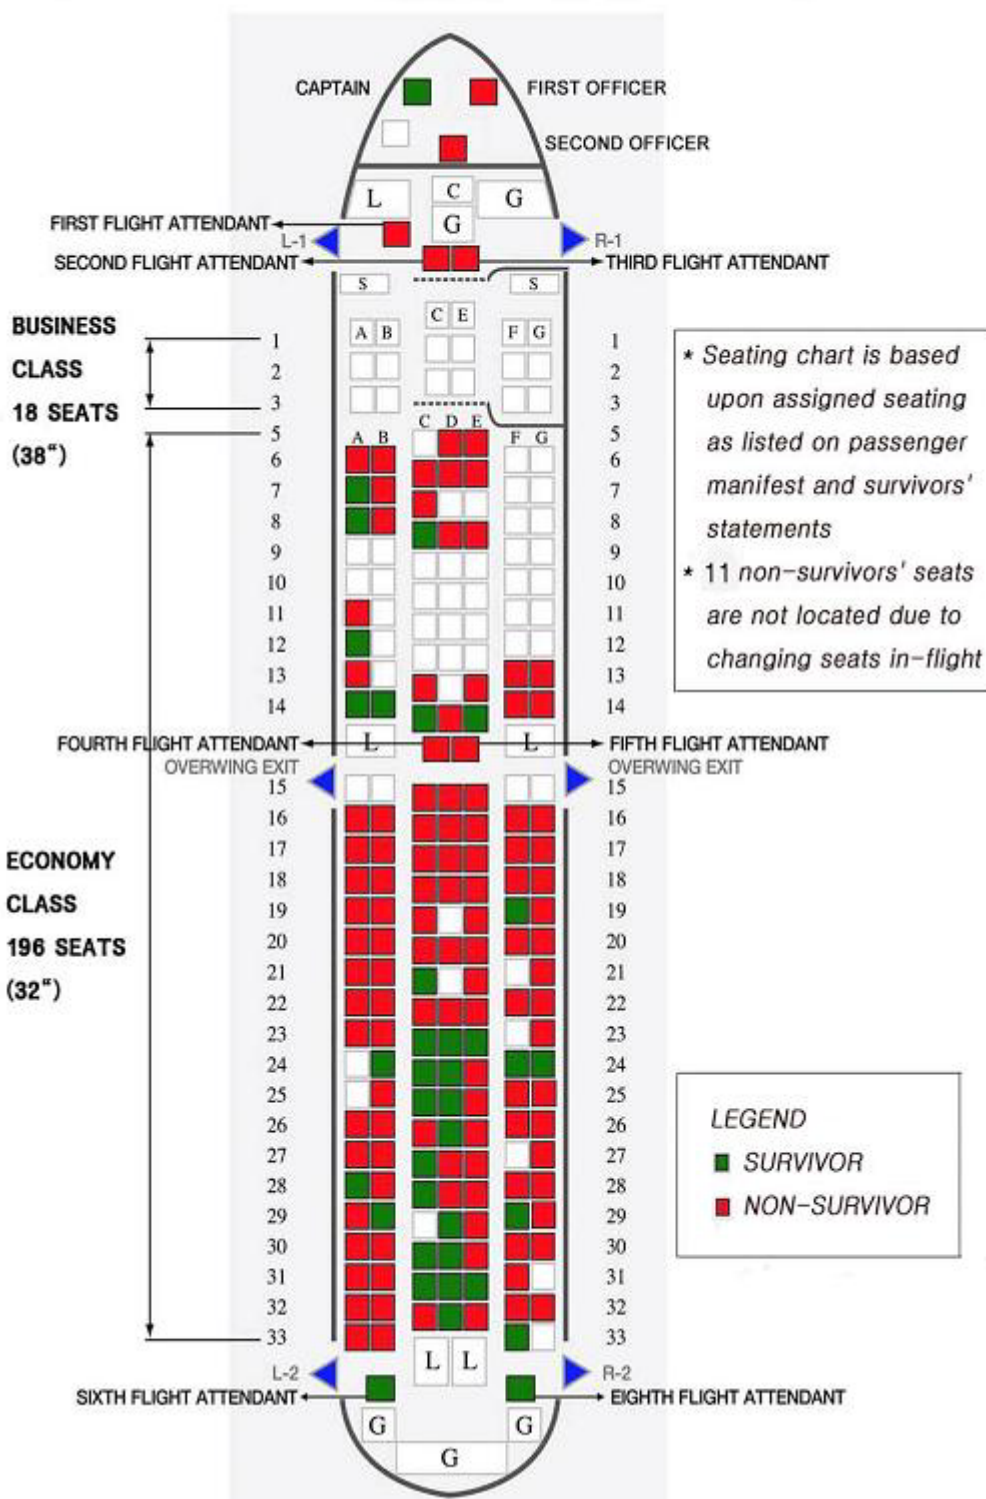 CAPTAIN
FIRST OFFICER
SECOND OFFICER
L
C
G
G
FIRST FLIGHT ATTENDANT
L-1
R-1
SECOND FLIGHT ATTENDANT
THIRD FLIGHT ATTENDANT
S
S
BUSINESS
CLASS
18 SEATS
(38“)
A B
C E
F G
1 1
2 2
3 3
C D E
A B
F G
5 5
6 6
7 7
8 8
9 9
10 10
11 11
12 12
13 13
14 14
* Seating chart is based
upon assigned seating
as listed on passenger
manifest and survivors'
statements
* 11 non-survivors' seats
are not located due to
changing seats in-flight
L
L
FOURTH FLIGHT ATTENDANT
FIFTH FLIGHT ATTENDANT
OVERWING EXIT
OVERWING EXIT
ECONOMY
CLASS
196 SEATS
(32“)
15 15
16 16
17 17
18 18
19 19
20 20
21 21
22 22
23 23
24 24
25 25
26 26
27 27
28 28
29 29
30 30
31 31
32 32
33 33
LEGEND
SURVIVOR
NON-SURVIVOR
L L
L-2
R-2
SIXTH FLIGHT ATTENDANT
EIGHTH FLIGHT ATTENDANT
G
G
G